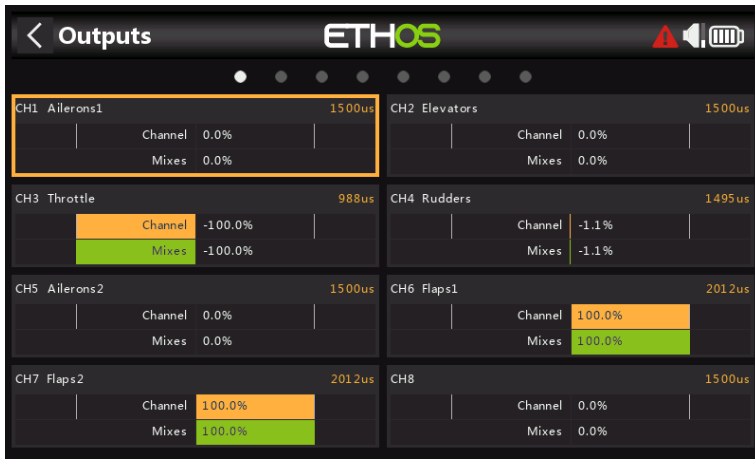 Outputs
ETHOS
CH1 Ailerons1 1500us
Channel 0.0%
Mixes 0.0%
CH2 Elevators 1500us
Channel 0.0%
Mixes 0.0%
CH3 Throttle 988us
Channel -100.0%
Mixes -100.0%
CH4 Rudders 1495us
Channel -1.1%
Mixes -1.1%
CH5 Ailerons2 1500us
Channel 0.0%
Mixes 0.0%
CH6 Flaps1 2012us
Channel 100.0%
Mixes 100.0%
CH7 Flaps2 2012us
Channel 100.0%
Mixes 100.0%
CH8 1500us
Channel 0.0%
Mixes 0.0%